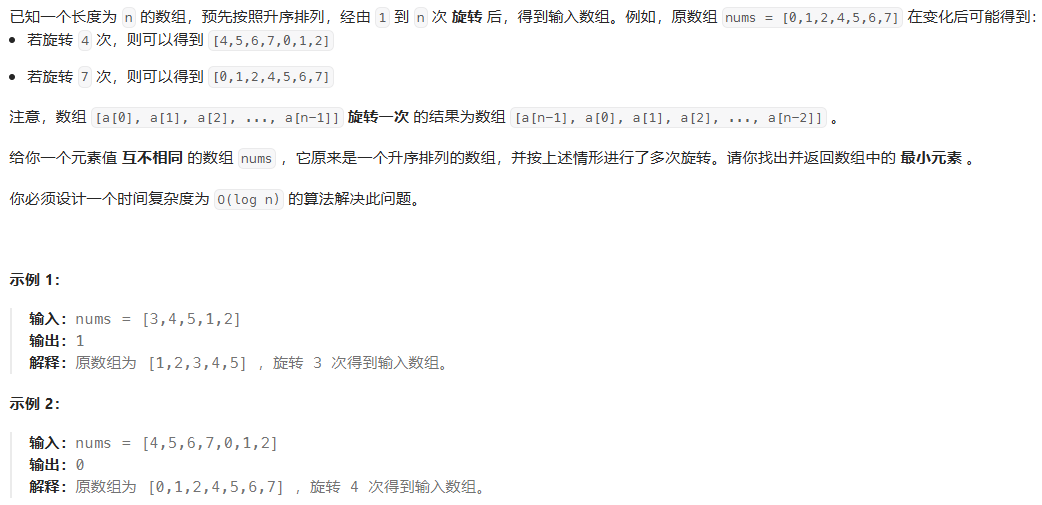 已知一个长度为 n 的数组，预先按照升序排列，经由 1 到 n 次 旋转 后，得到输入数组。例如，原数组 nums = [0,1,2,4,5,6,7] 在变化后可能得到：
• 若旋转 4 次，则可以得到 [4,5,6,7,0,1,2]
• 若旋转 7 次，则可以得到 [0,1,2,4,5,6,7]
注意，数组 [a[0], a[1], a[2], ..., a[n-1]] 旋转一次 的结果为数组 [a[n-1], a[0], a[1], a[2], ..., a[n-2]] 。
给你一个元素值 互不相同 的数组 nums ，它原来是一个升序排列的数组，并按上述情形进行了多次旋转。请你找出并返回数组中的 最小元素 。
你必须设计一个时间复杂度为 O(log n) 的算法解决此问题。
示例 1：
输入：nums = [3,4,5,1,2]
输出：1
解释：原数组为 [1,2,3,4,5] ，旋转 3 次得到输入数组。
示例 2：
输入：nums = [4,5,6,7,0,1,2]
输出：0
解释：原数组为 [0,1,2,4,5,6,7] ，旋转 4 次得到输入数组。